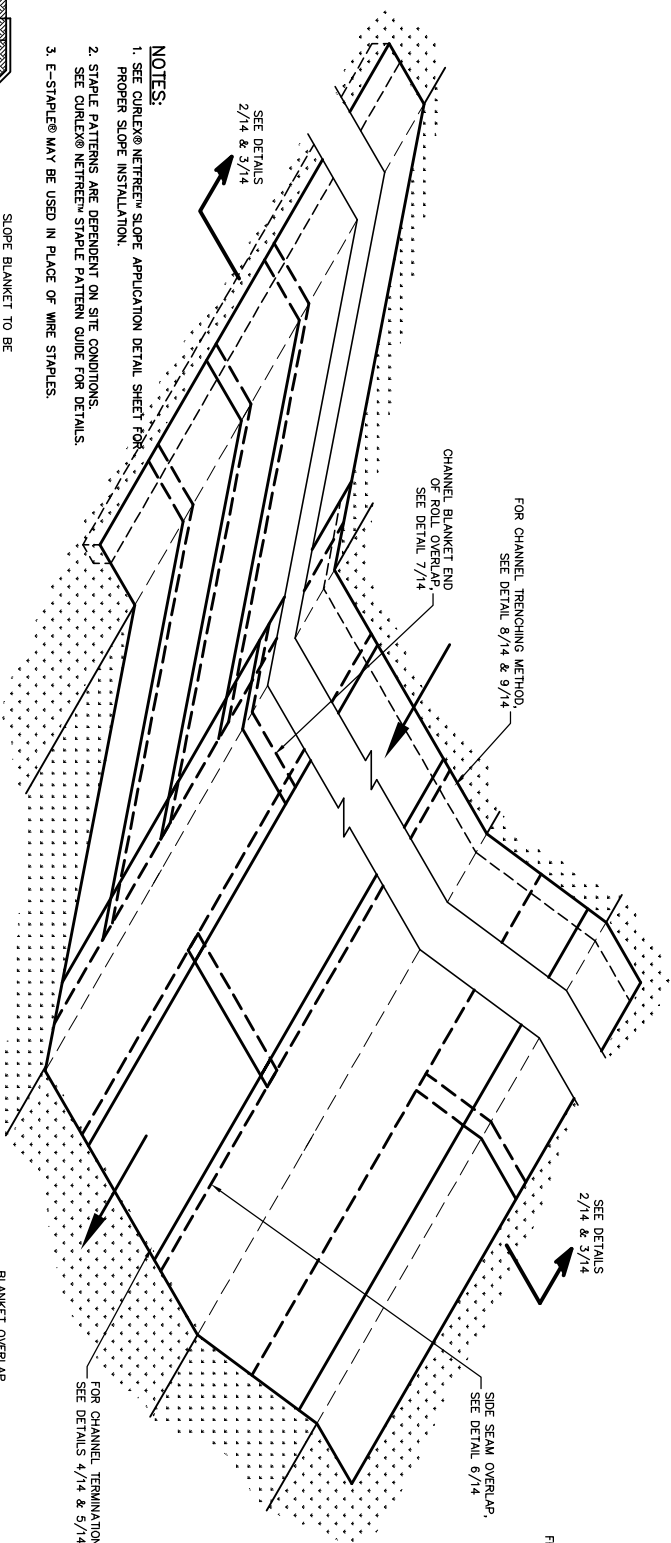 NOTES:
1. SEE CURLEX® NETFREE™ SLOPE APPLICATION DETAIL SHEET FOR
PROPER SLOPE INSTALLATION.
2. STAPLE PATTERNS ARE DEPENDENT ON SITE CONDITIONS.
SEE CURLEX® NETFREE™ STAPLE PATTERN GUIDE FOR DETAILS.
3. E-STAPLE® MAY BE USED IN PLACE OF WIRE STAPLES.
SEE DETAILS
2/14 & 3/14
SLOPE BLANKET TO BE
CHANNEL BLANKET END
OF ROLL OVERLAP,
SEE DETAIL 7/14
FOR CHANNEL TRENCHING METHOD,
SEE DETAIL 8/14 & 9/14
SEE DETAILS
2/14 & 3/14
SIDE SEAM OVERLAP,
SEE DETAIL 6/14
FOR CHANNEL TERMINATION
SEE DETAILS 4/14 & 5/14
BLANKET OVERLAP